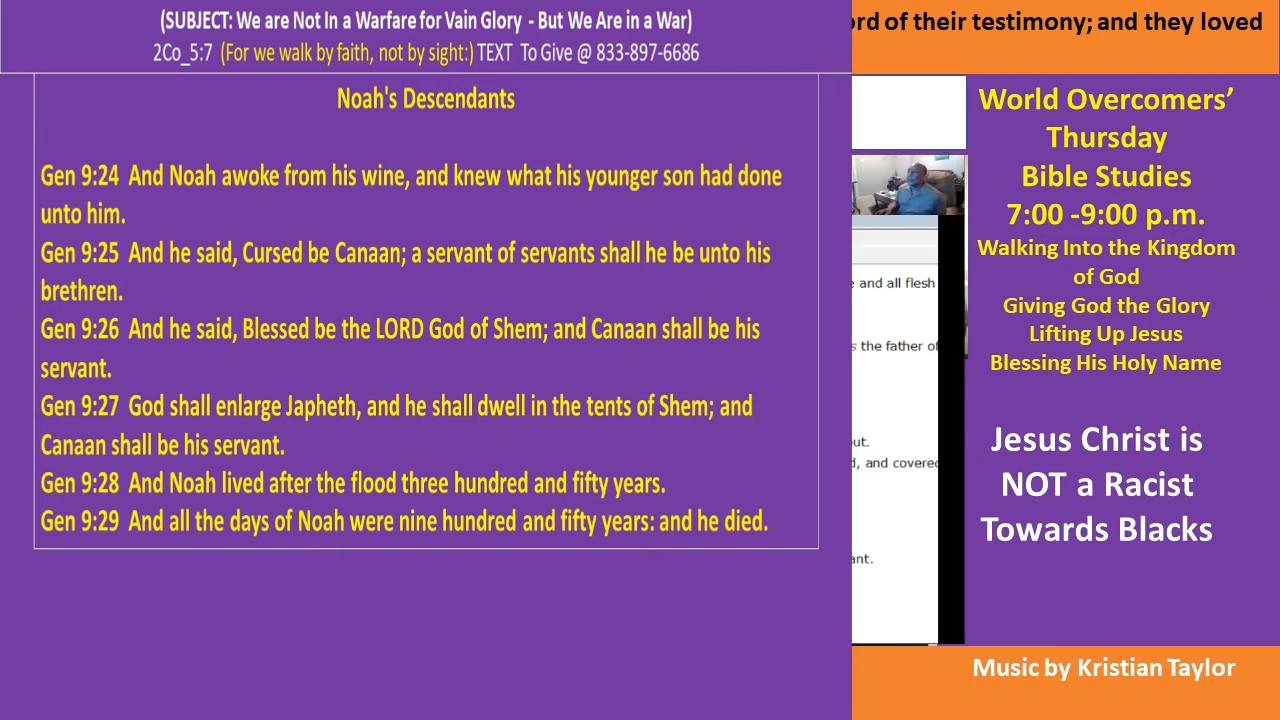 (SUBJECT: We are Not In a Warfare for Vain Glory - But We Are in a War)
2Co_5:7 (For we walk by faith, not by sight:) TEXT To Give @ 833-897-6686
Noah's Descendants
Gen 9:24 And Noah awoke from his wine, and knew what his younger son had done
unto him.
Gen 9:25 And he said, Cursed be Canaan; a servant of servants shall he be unto his
brethren.
Gen 9:26 And he said, Blessed be the LORD God of Shem; and Canaan shall be his
servant.
Gen 9:27 God shall enlarge Japheth, and he shall dwell in the tents of Shem; and
Canaan shall be his servant.
Gen 9:28 And Noah lived after the flood three hundred and fifty years.
Gen 9:29 And all the days of Noah were nine hundred and fifty years: and he died.
of their testimony; and they loved
and all flesh
the father of
and covered
World Overcomers'
Thursday
Bible Studies
7:00 -9:00 p.m.
Walking Into the Kingdom
of God
Giving God the Glory
Lifting Up Jesus
Blessing His Holy Name
Jesus Christ is
NOT a Racist
Towards Blacks
Music by Kristian Taylor